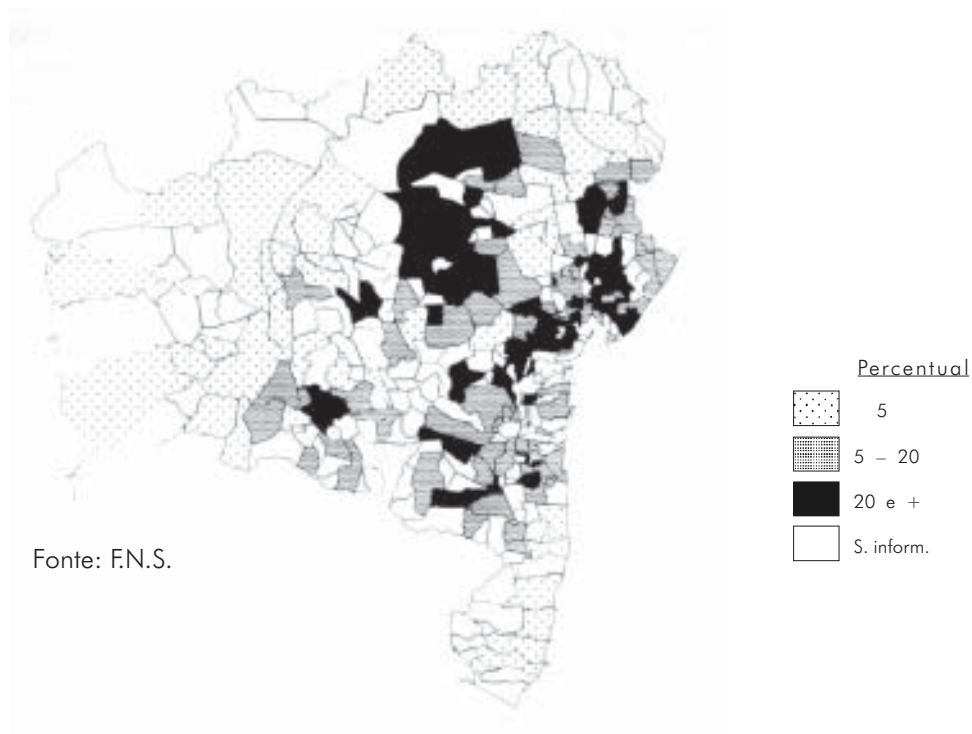 Percentual
5
5 – 20
20 e +
S. inform.
Fonte: F.N.S.